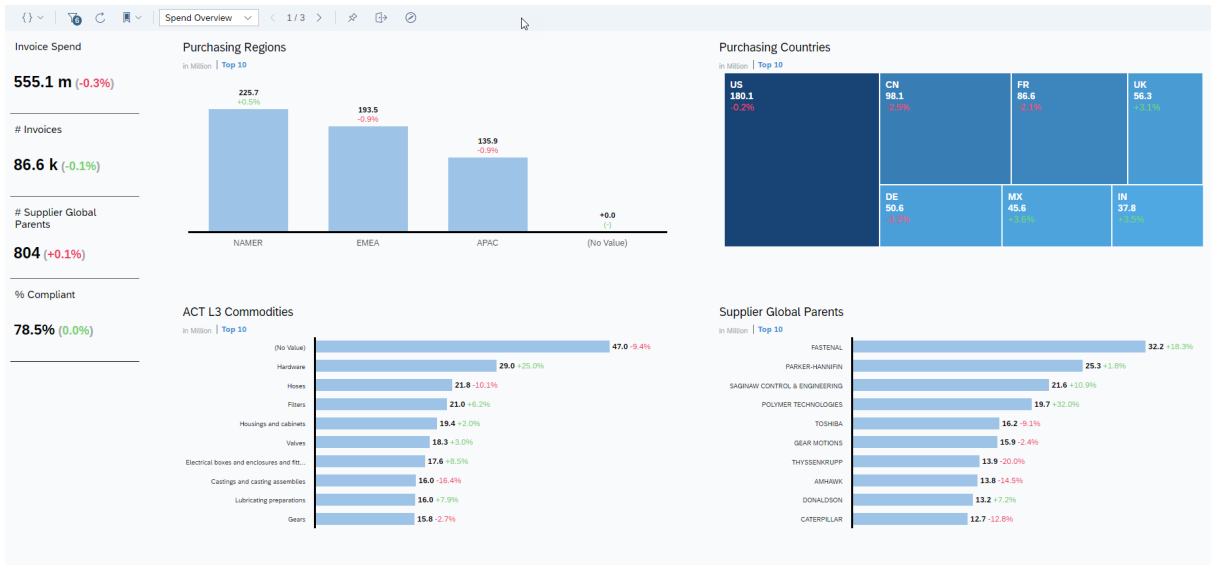 {}
6
Spend Overview
1 / 3
Invoice Spend
555.1 m (-0.3%)
# Invoices
86.6 k (-0.1%)
# Supplier Global
Parents
804 (+0.1%)
% Compliant
78.5% (0.0%)
Purchasing Regions
in Million | Top 10
225.7
+0.5%
193.5
-0.9%
135.9
-0.9%
+0.0
(-)
NAMER
EMEA
APAC
(No Value)
Purchasing Countries
in Million | Top 10
US
180.1
-0.2%
CN
98.1
-2.9%
FR
86.6
-2.1%
UK
56.3
+3.1%
DE
50.6
-3.2%
MX
45.6
+3.6%
IN
37.8
+3.5%
ACT L3 Commodities
in Million | Top 10
(No Value) 47.0 -9.4%
Hardware 29.0 +25.0%
Hoses 21.8 -10.1%
Filters 21.0 +6.2%
Housings and cabinets 19.4 +2.0%
Valves 18.3 +3.0%
Electrical boxes and enclosures and fitt... 17.6 +8.5%
Castings and casting assemblies 16.0 -16.4%
Lubricating preparations 16.0 +7.9%
Gears 15.8 -2.7%
Supplier Global Parents
in Million | Top 10
FASTENAL 32.2 +18.3%
PARKER-HANNIFIN 25.3 +1.8%
SAGINAW CONTROL & ENGINEERING 21.6 +10.9%
POLYMER TECHNOLOGIES 19.7 +32.0%
TOSHIBA 16.2 -9.1%
GEAR MOTIONS 15.9 -2.4%
THYSSENKRUPP 13.9 -20.0%
AMHAWK 13.8 -14.5%
DONALDSON 13.2 +7.2%
CATERPILLAR 12.7 -12.8%